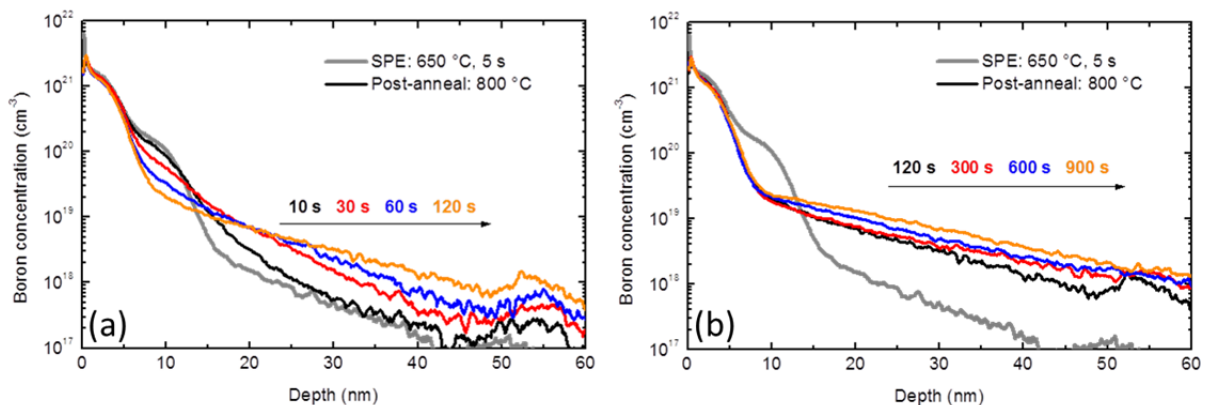 10²²
10²¹
10²⁰
10¹⁹
10¹⁸
10¹⁷
Boron concentration (cm⁻³)
SPE: 650 °C, 5 s
Post-anneal: 800 °C
10 s 30 s 60 s 120 s
(a)
0 10 20 30 40 50 60
Depth (nm)
10²²
10²¹
10²⁰
10¹⁹
10¹⁸
10¹⁷
Boron concentration (cm⁻³)
SPE: 650 °C, 5 s
Post-anneal: 800 °C
120 s 300 s 600 s 900 s
(b)
0 10 20 30 40 50 60
Depth (nm)